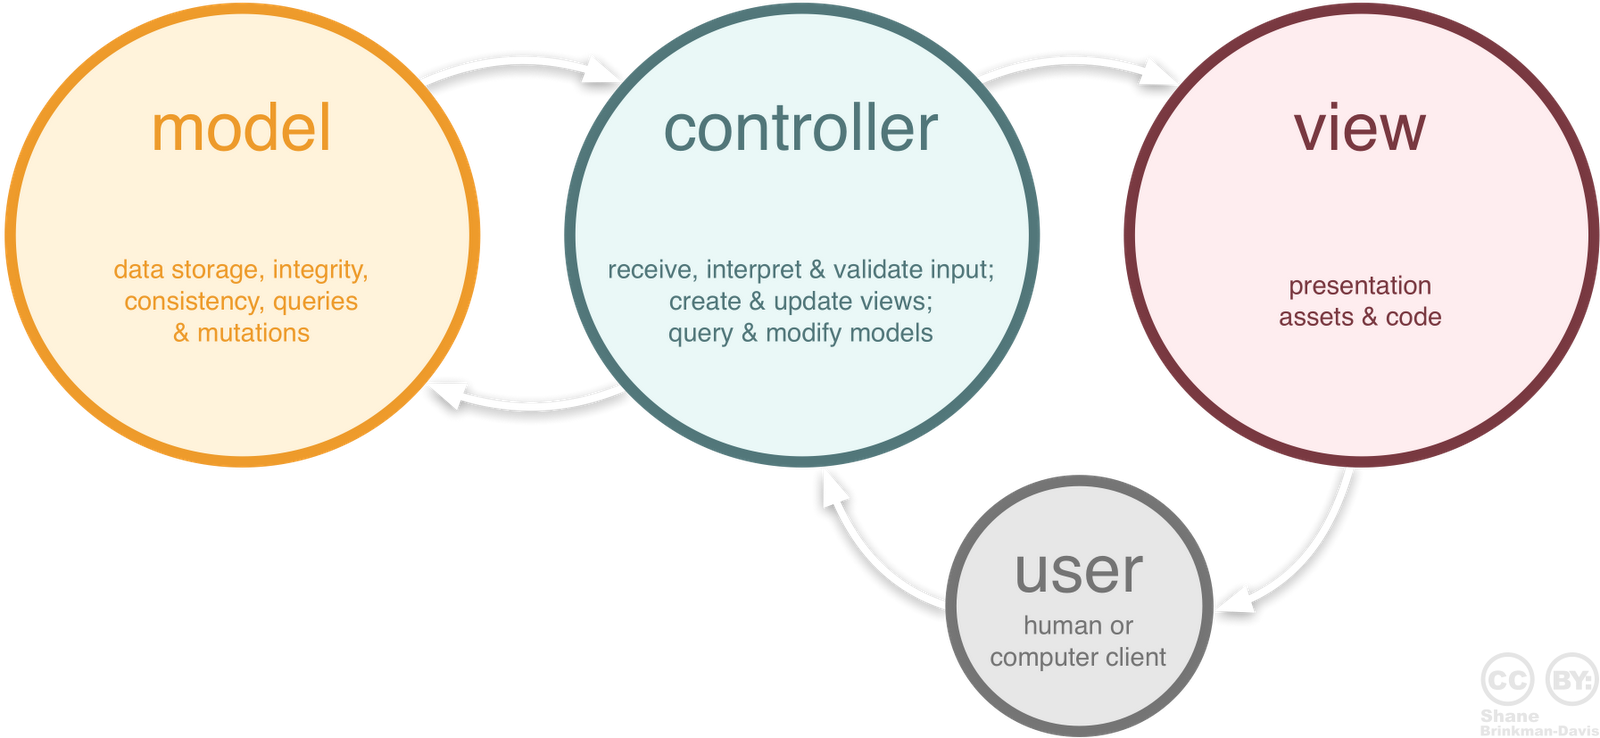 model
data storage, integrity,
consistency, queries
& mutations
controller
receive, interpret & validate input;
create & update views;
query & modify models
view
presentation
assets & code
user
human or
computer client
CC BY:
Shane
Brinkman-Davis